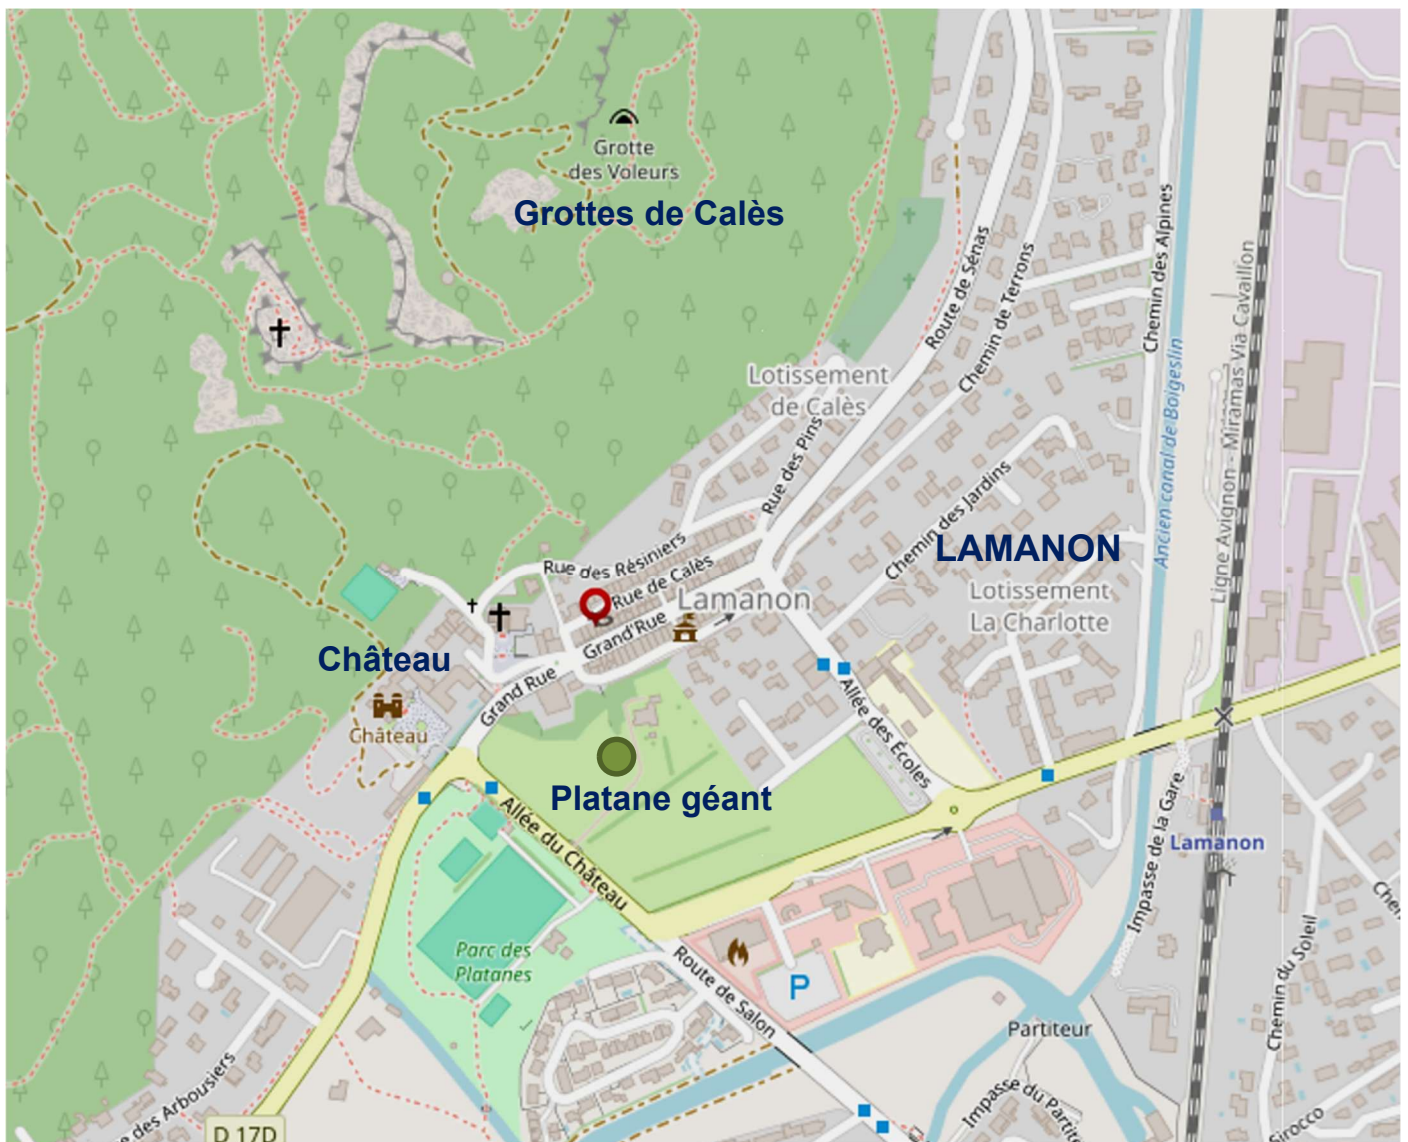 Grotte
des Voleurs
Grottes de Calès
Route de Sénas
Chemin de Terrons
Chemin des Alpines
Ancien canal de Boigeslin
Ligne Avignon - Miramas Via Cavaillon
Lotissement
de Calès
Rue des Pins
Chemin des Jardins
LAMANON
Lotissement
La Charlotte
Rue des Rèsiniers
Rue de Calès
Lamanon
Grand'Rue
Château
Grand Rue
Château
Allée des Écoles
Platane géant
Allée du Château
Impasse de la Gare
Lamanon
Parc des
Platanes
Route de Salon
P
Partiteur
Chemin du Soleil
Impasse du Partite
Sirocco
e des Arbousiers
D 17D